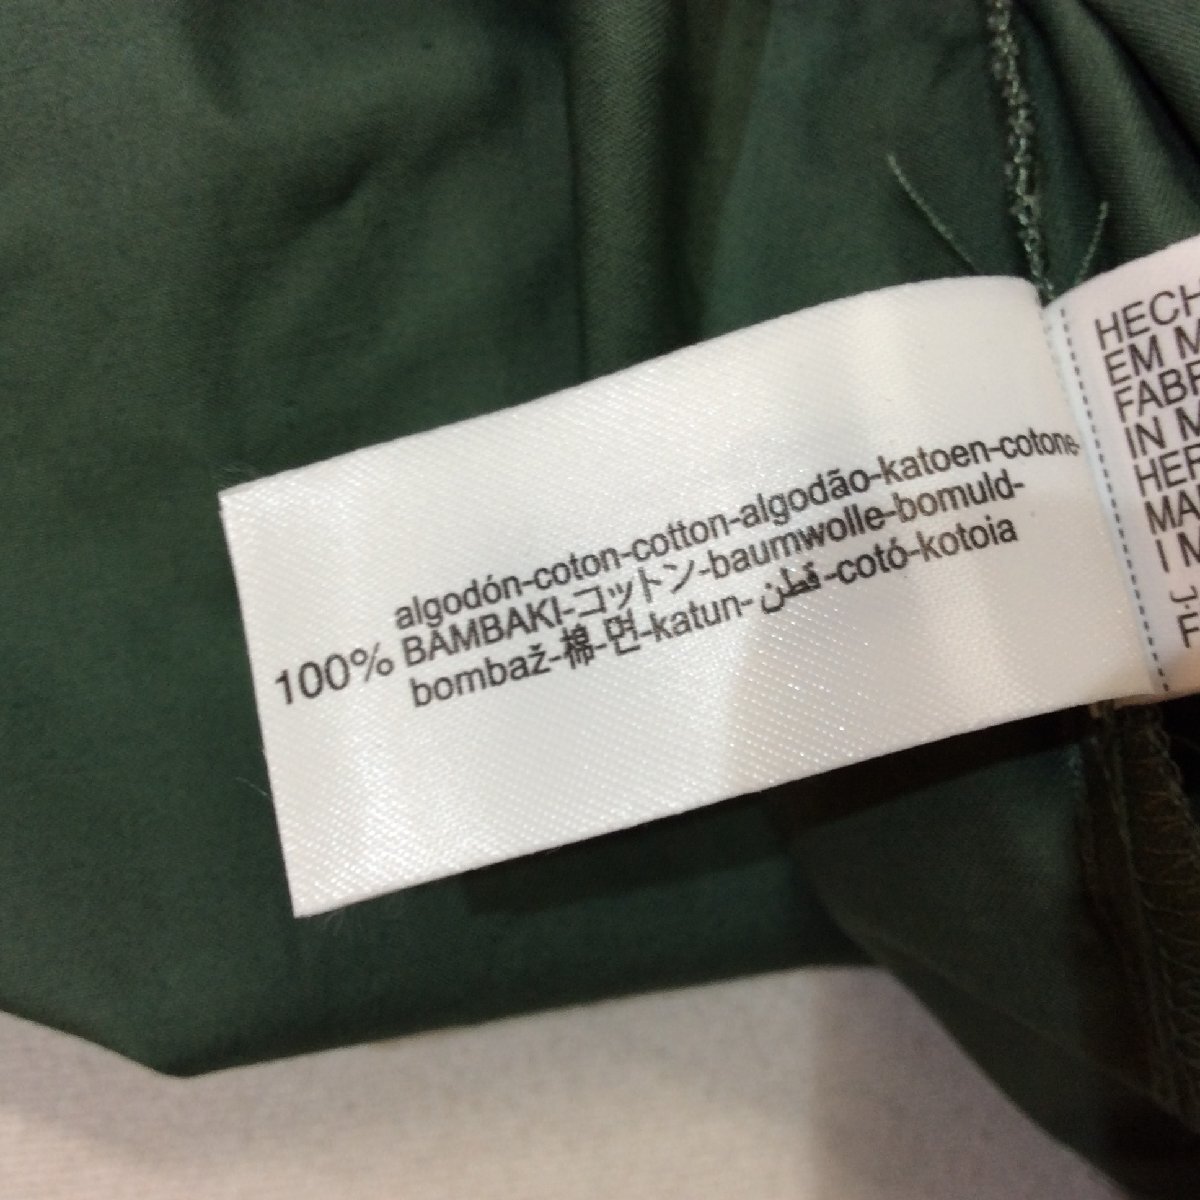 algodón-coton-cotton-algodão-katoen-cotone-
100% BAMBAKI-コットン-baumwolle-bomuld-
bombaž-棉-면-katun-قطن-cotó-kotoia
HECH
EM M
FABR
IN M
HER
MA
I M